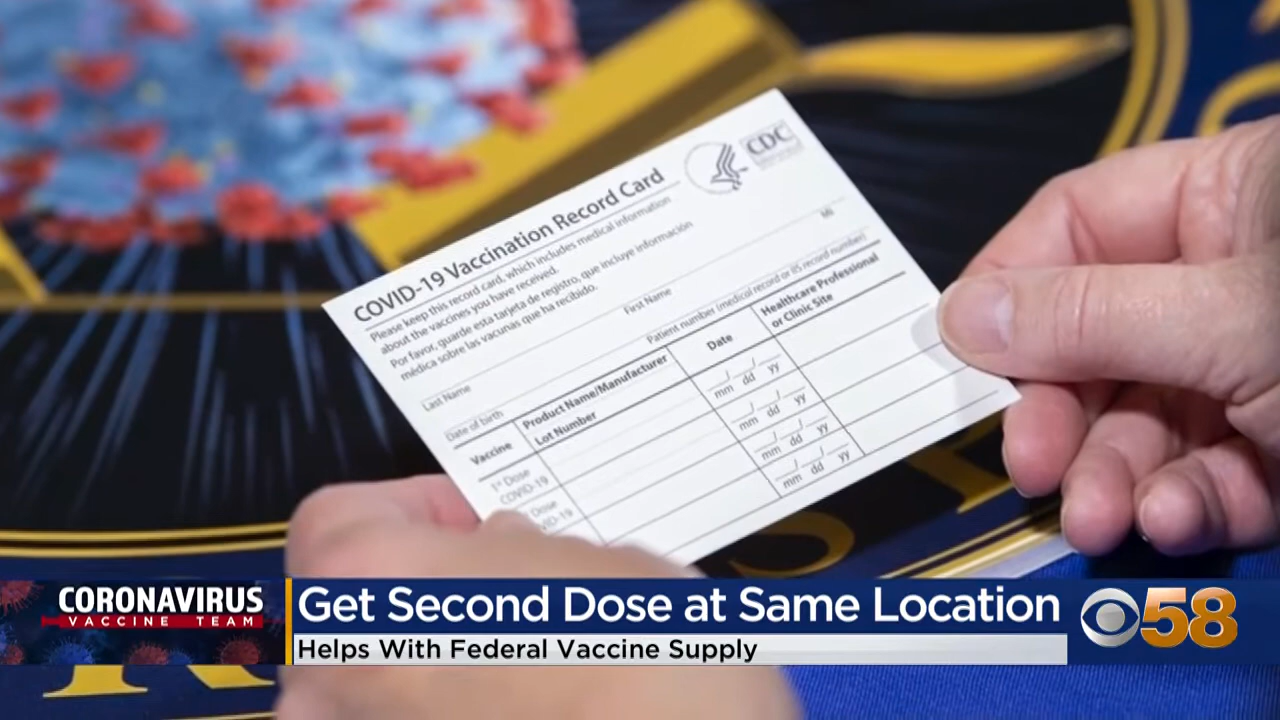 CDC
COVID-19 Vaccination Record Card
Please keep this record card, which includes medical information
about the vaccines you have received.
Por favor, guarde esta tarjeta de registro, que incluye información
médica sobre las vacunas que ha recibido.
Last Name
First Name
MI
Date of birth
Patient number (medical record or IIS record number)
Vaccine
Product Name/Manufacturer
Lot Number
Date
Healthcare Professional
or Clinic Site
1st Dose
COVID-19
mm dd yy
Dose
mm dd yy
mm dd yy
mm dd yy
CORONAVIRUS
VACCINE TEAM
Get Second Dose at Same Location
Helps With Federal Vaccine Supply
CBS 58